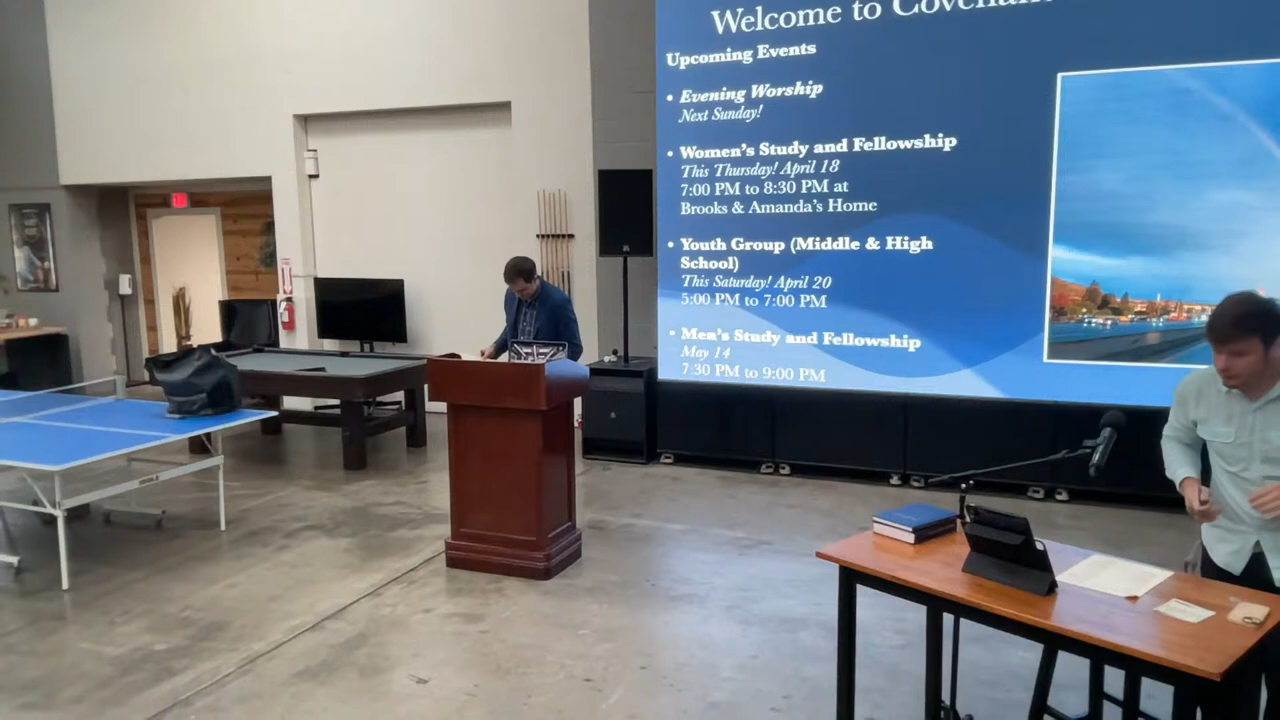 Welcome to Covenant
Upcoming Events
• Evening Worship
Next Sunday!
• Women's Study and Fellowship
This Thursday! April 18
7:00 PM to 8:30 PM at
Brooks & Amanda's Home
• Youth Group (Middle & High
School)
This Saturday! April 20
5:00 PM to 7:00 PM
• Men's Study and Fellowship
May 14
7:30 PM to 9:00 PM
EXIT